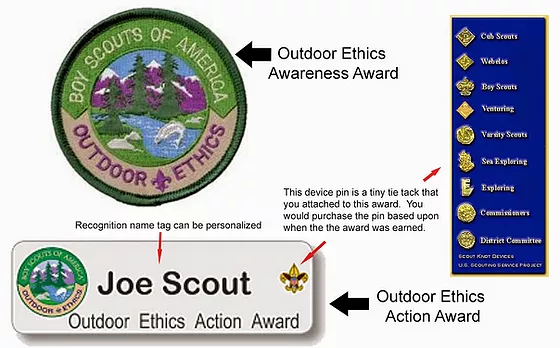 BOY SCOUTS OF AMERICA
OUTDOOR ETHICS
Outdoor Ethics
Awareness Award
Cub Scouts
Webelos
Boy Scouts
Venturing
Varsity Scouts
Sea Exploring
Exploring
Commissioners
District Committee
SCOUT KNOT DEVICES
U.S. SCOUTING SERVICE PROJECT
This device pin is a tiny tie tack that
you attached to this award. You
would purchase the pin based upon
when the the award was earned.
Recognition name tag can be personalized
BOY SCOUTS OF AMERICA
OUTDOOR ETHICS
Joe Scout
Outdoor Ethics Action Award
Outdoor Ethics
Action Award